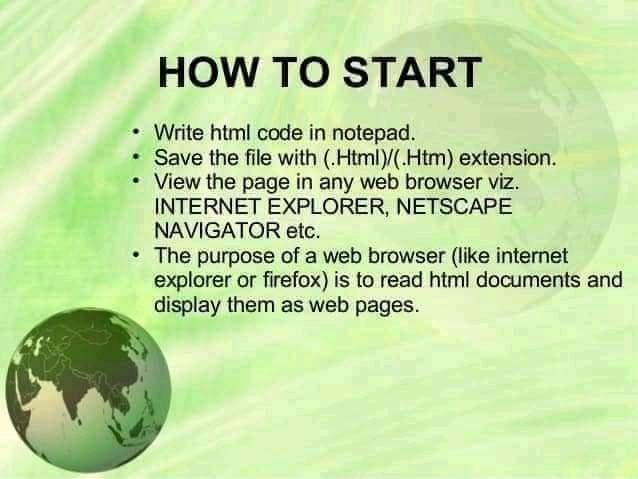 HOW TO START
• Write html code in notepad.
• Save the file with (.Html)/(.Htm) extension.
• View the page in any web browser viz.
INTERNET EXPLORER, NETSCAPE
NAVIGATOR etc.
• The purpose of a web browser (like internet
explorer or firefox) is to read html documents and
display them as web pages.